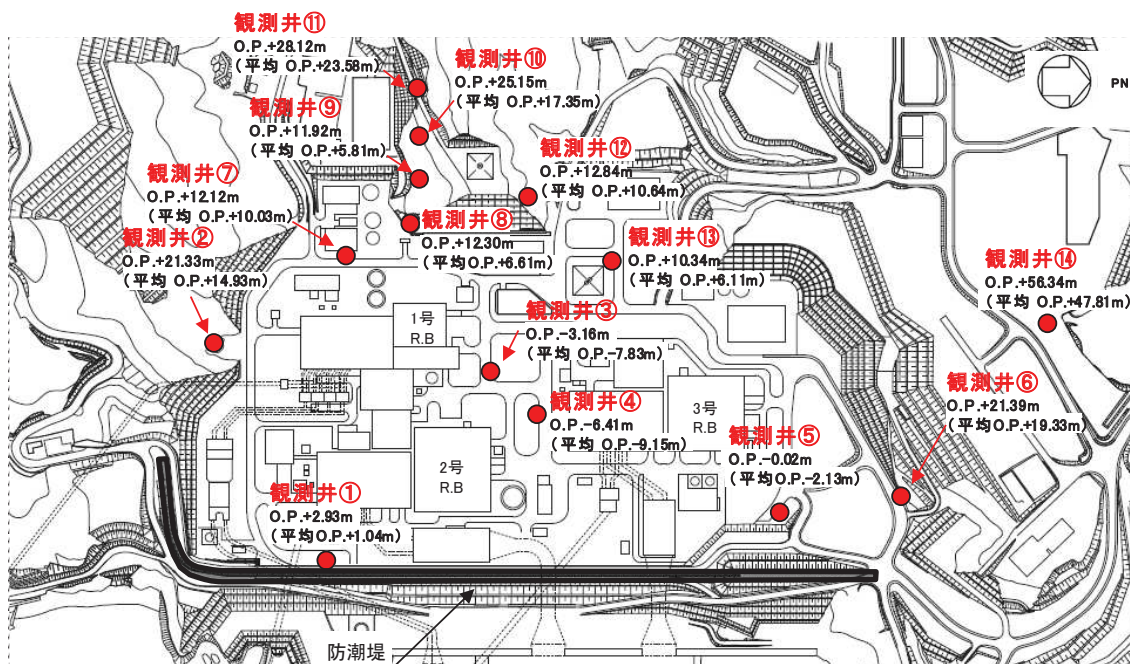 観測井⑪
O.P.+28.12m
(平均 O.P.+23.58m)
観測井⑩
O.P.+25.15m
(平均 O.P.+17.35m)
観測井⑨
O.P.+11.92m
(平均 O.P.+5.81m)
PN
観測井⑫
O.P.+12.84m
(平均 O.P.+10.64m)
観測井⑦
O.P.+12.12m
(平均 O.P.+10.03m)
観測井⑧
O.P.+12.30m
(平均 O.P.+6.61m)
観測井②
O.P.+21.33m
(平均 O.P.+14.93m)
観測井⑬
O.P.+10.34m
(平均 O.P.+6.11m)
観測井⑭
O.P.+56.34m
(平均 O.P.+47.81m)
観測井③
O.P.-3.16m
(平均 O.P.-7.83m)
1号
R.B
観測井④
O.P.-6.41m
(平均 O.P.-9.15m)
3号
R.B
観測井⑥
O.P.+21.39m
(平均O.P.+19.33m)
観測井⑤
O.P.-0.02m
(平均O.P.-2.13m)
2号
R.B
観測井①
O.P.+2.93m
(平均O.P.+1.04m)
防潮堤